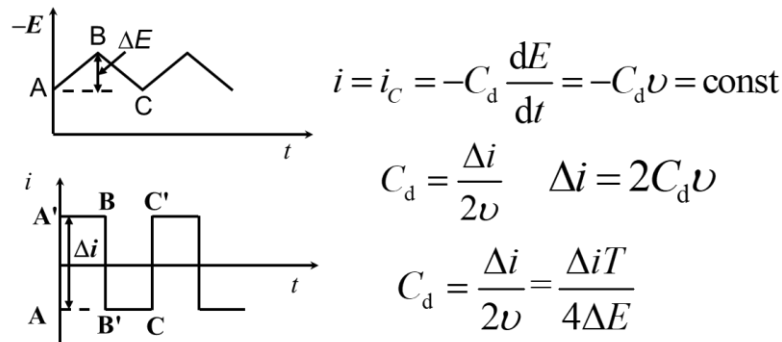 −E
B
ΔE
A
C
t
i = i_C = −C_d dE/dt = −C_d υ = const
C_d = Δi/2υ    Δi = 2C_d υ
C_d = Δi/2υ = ΔiT/4ΔE
i
A' B C'
Δi
t
A B' C